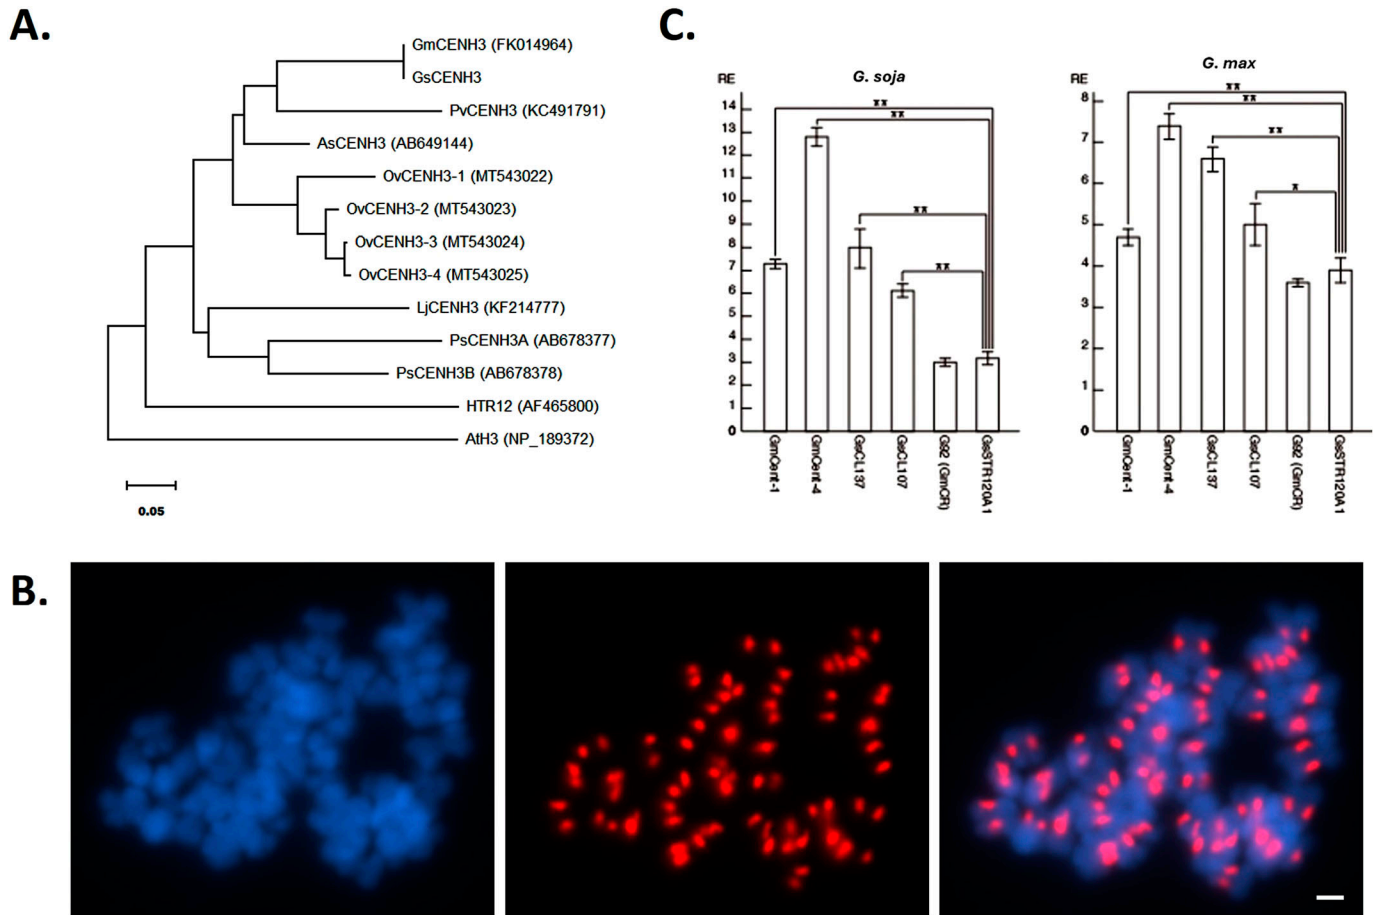 A.
GmCENH3 (FK014964)
GsCENH3
PvCENH3 (KC491791)
AsCENH3 (AB649144)
OvCENH3-1 (MT543022)
OvCENH3-2 (MT543023)
OvCENH3-3 (MT543024)
OvCENH3-4 (MT543025)
LjCENH3 (KF214777)
PsCENH3A (AB678377)
PsCENH3B (AB678378)
HTR12 (AF465800)
AtH3 (NP_189372)
0.05
C.
G. soja
RE
14
13
12
11
10
9
8
7
6
5
4
3
2
1
0
**
**
**
**
GmCent-1
GmCent-4
GsCL137
GsCL107
G92 (GmCR)
GsSTR120A1
G. max
RE
8
7
6
5
4
3
2
1
0
**
**
**
*
GmCent-1
GmCent-4
GsCL137
GsCL107
G92 (GmCR)
GsSTR120A1
B.